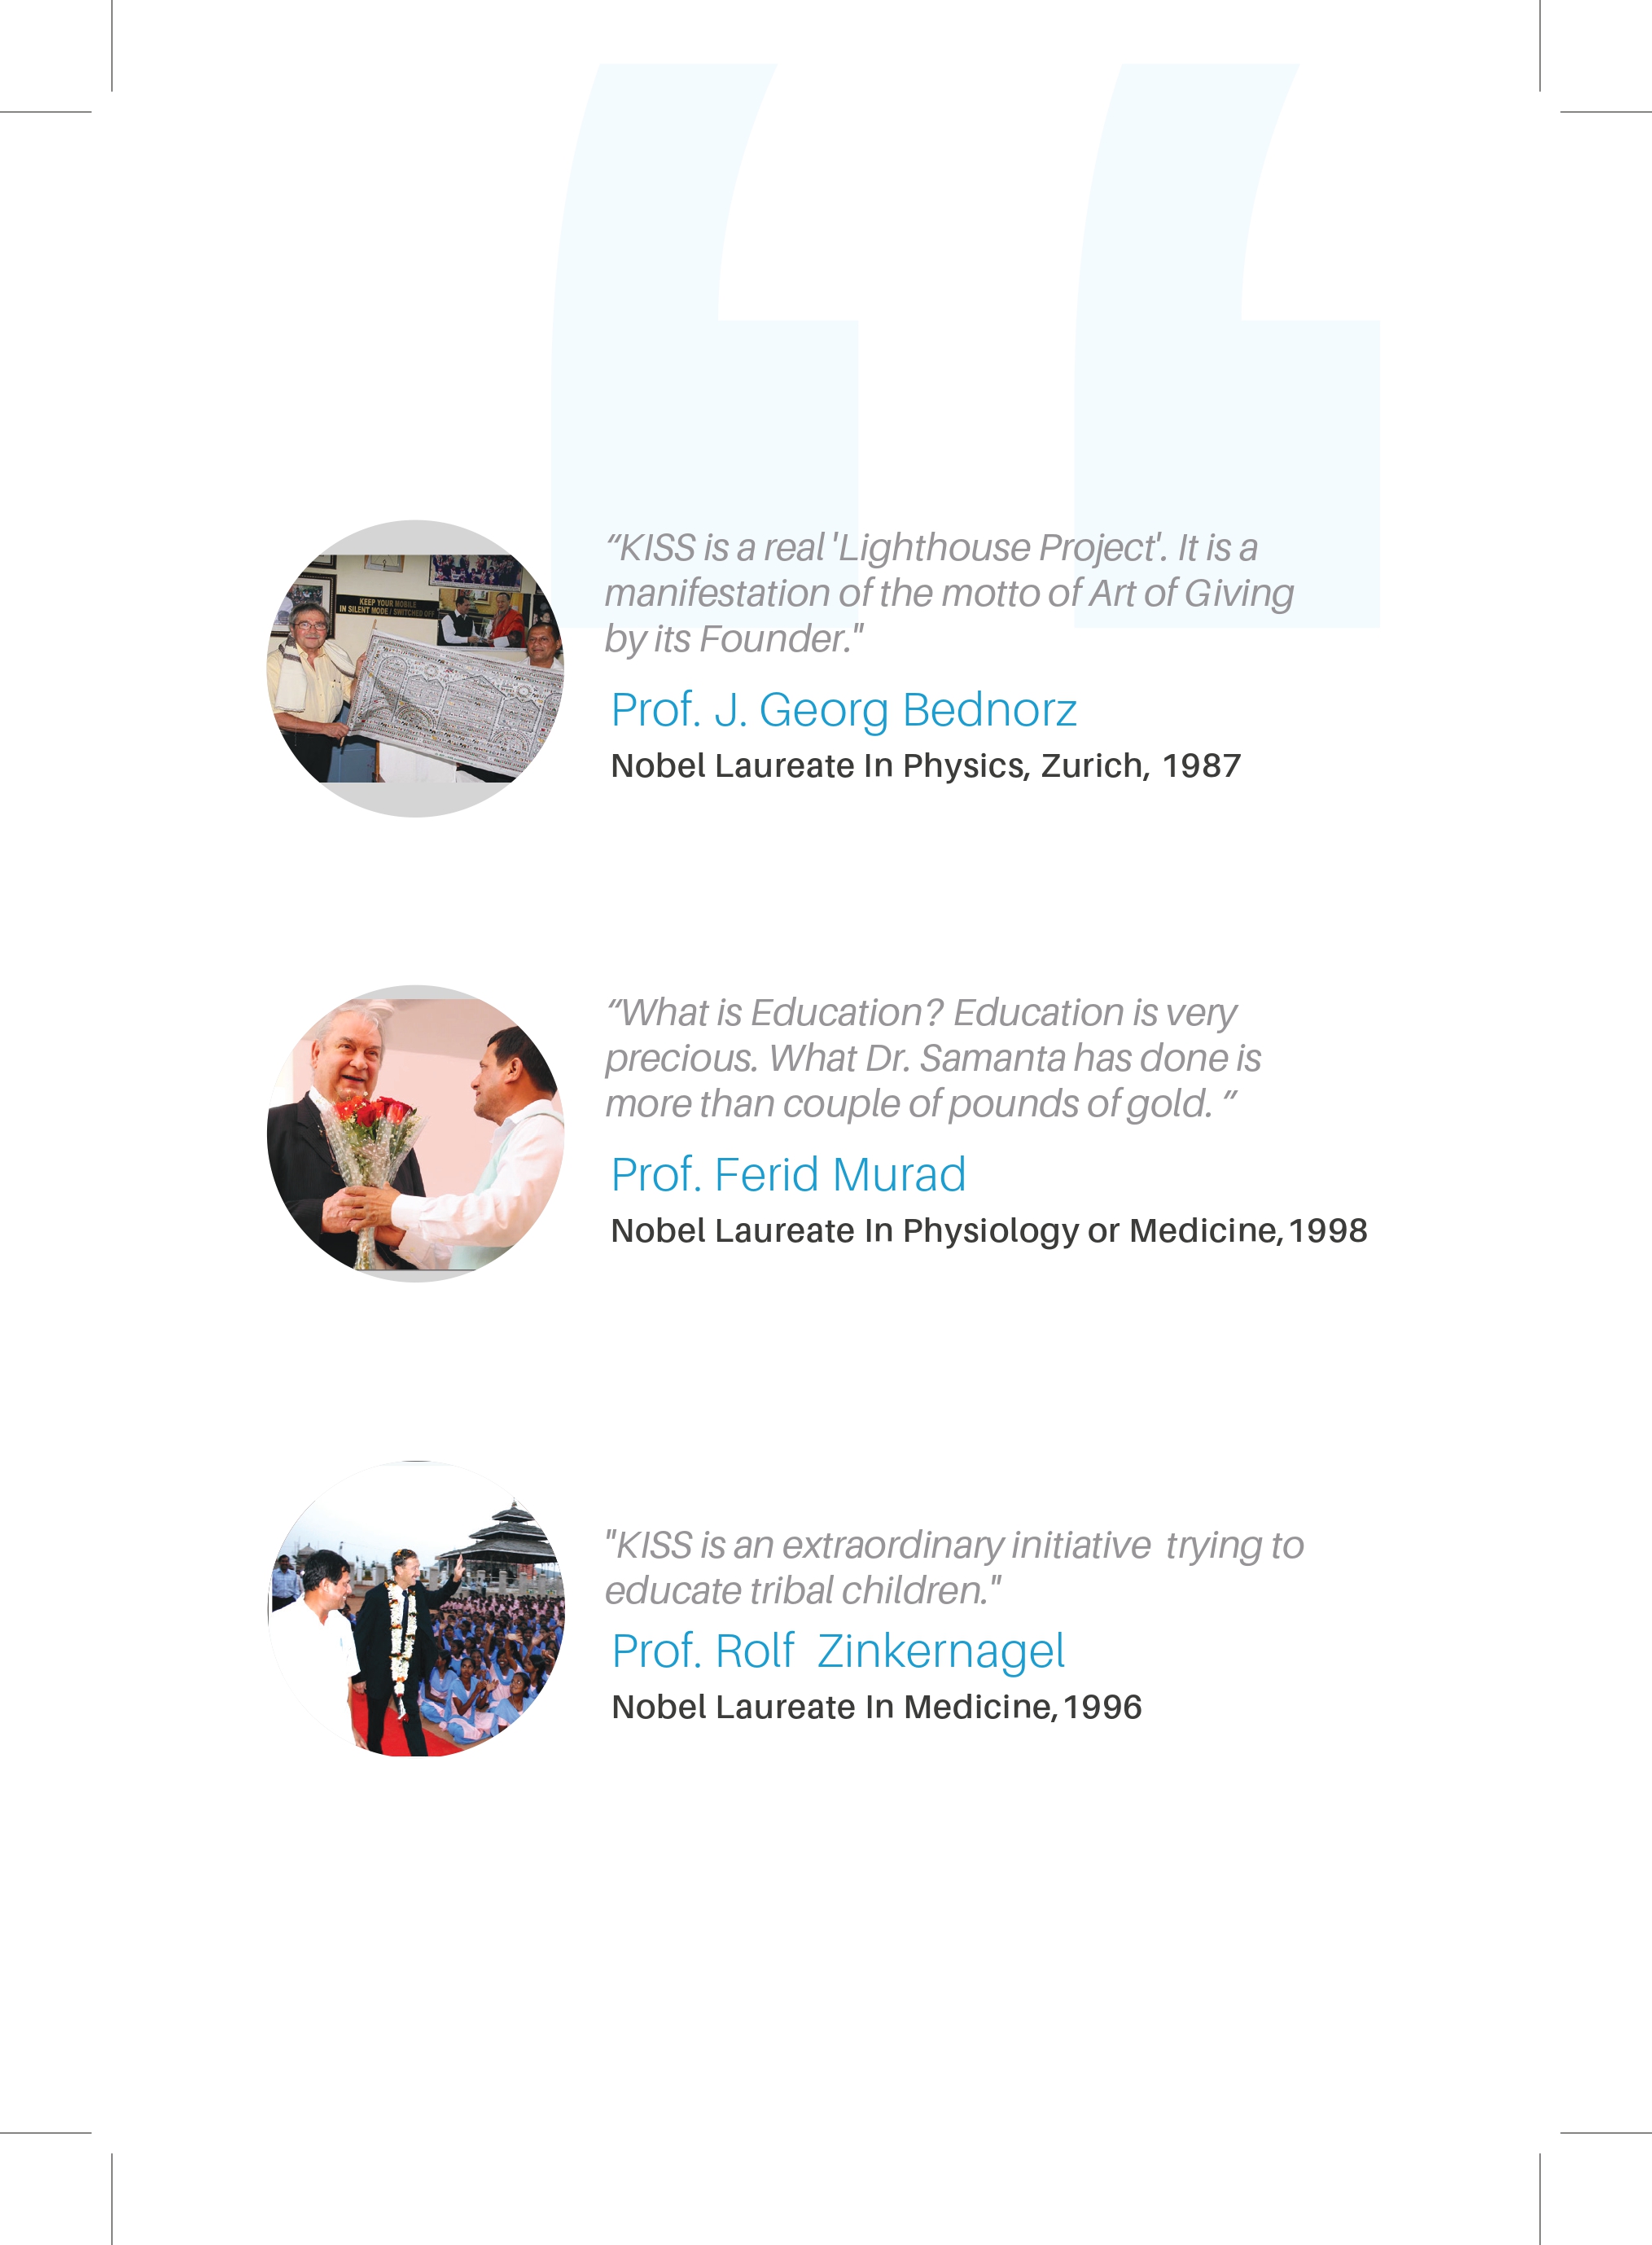 KEEP YOUR MOBILE
IN SILENT MODE / SWITCHED OFF
“KISS is a real 'Lighthouse Project'. It is a
manifestation of the motto of Art of Giving
by its Founder."
Prof. J. Georg Bednorz
Nobel Laureate In Physics, Zurich, 1987
“What is Education? Education is very
precious. What Dr. Samanta has done is
more than couple of pounds of gold. ”
Prof. Ferid Murad
Nobel Laureate In Physiology or Medicine,1998
"KISS is an extraordinary initiative  trying to
educate tribal children."
Prof. Rolf  Zinkernagel
Nobel Laureate In Medicine,1996